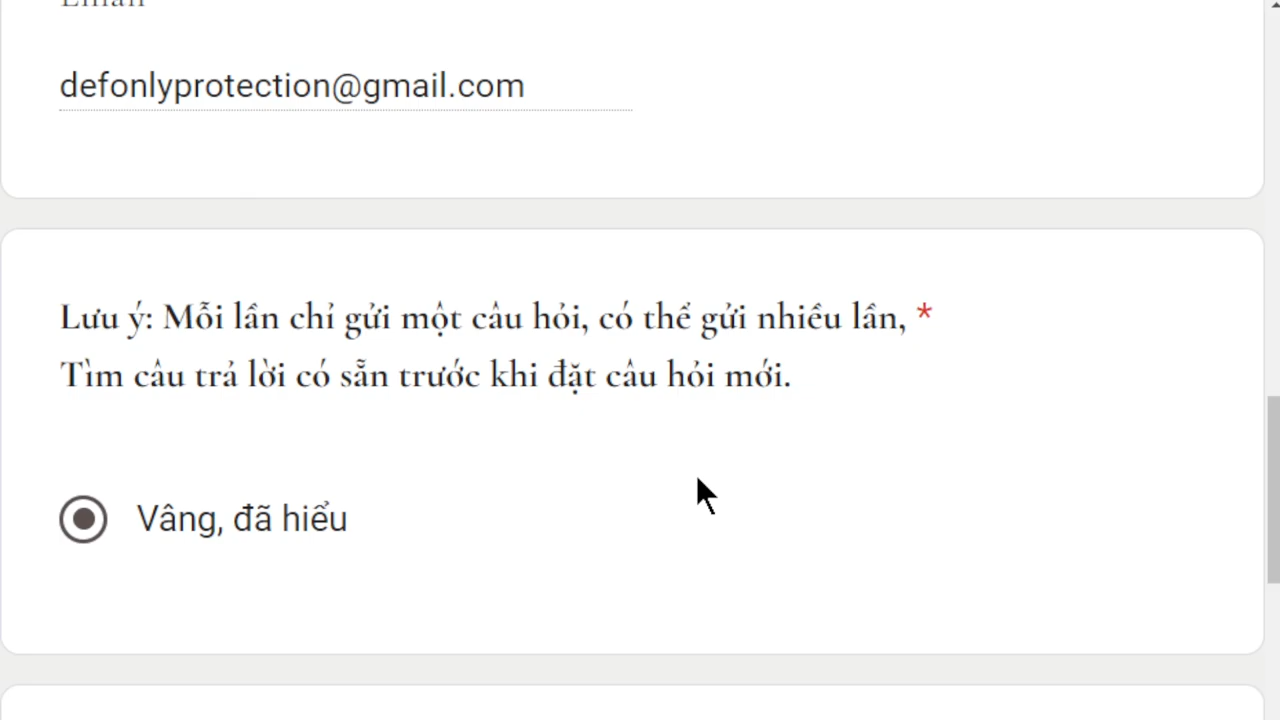 Email
defonlyprotection@gmail.com
Lưu ý: Mỗi lần chỉ gửi một câu hỏi, có thể gửi nhiều lần, *
Tìm câu trả lời có sẵn trước khi đặt câu hỏi mới.
Vâng, đã hiểu